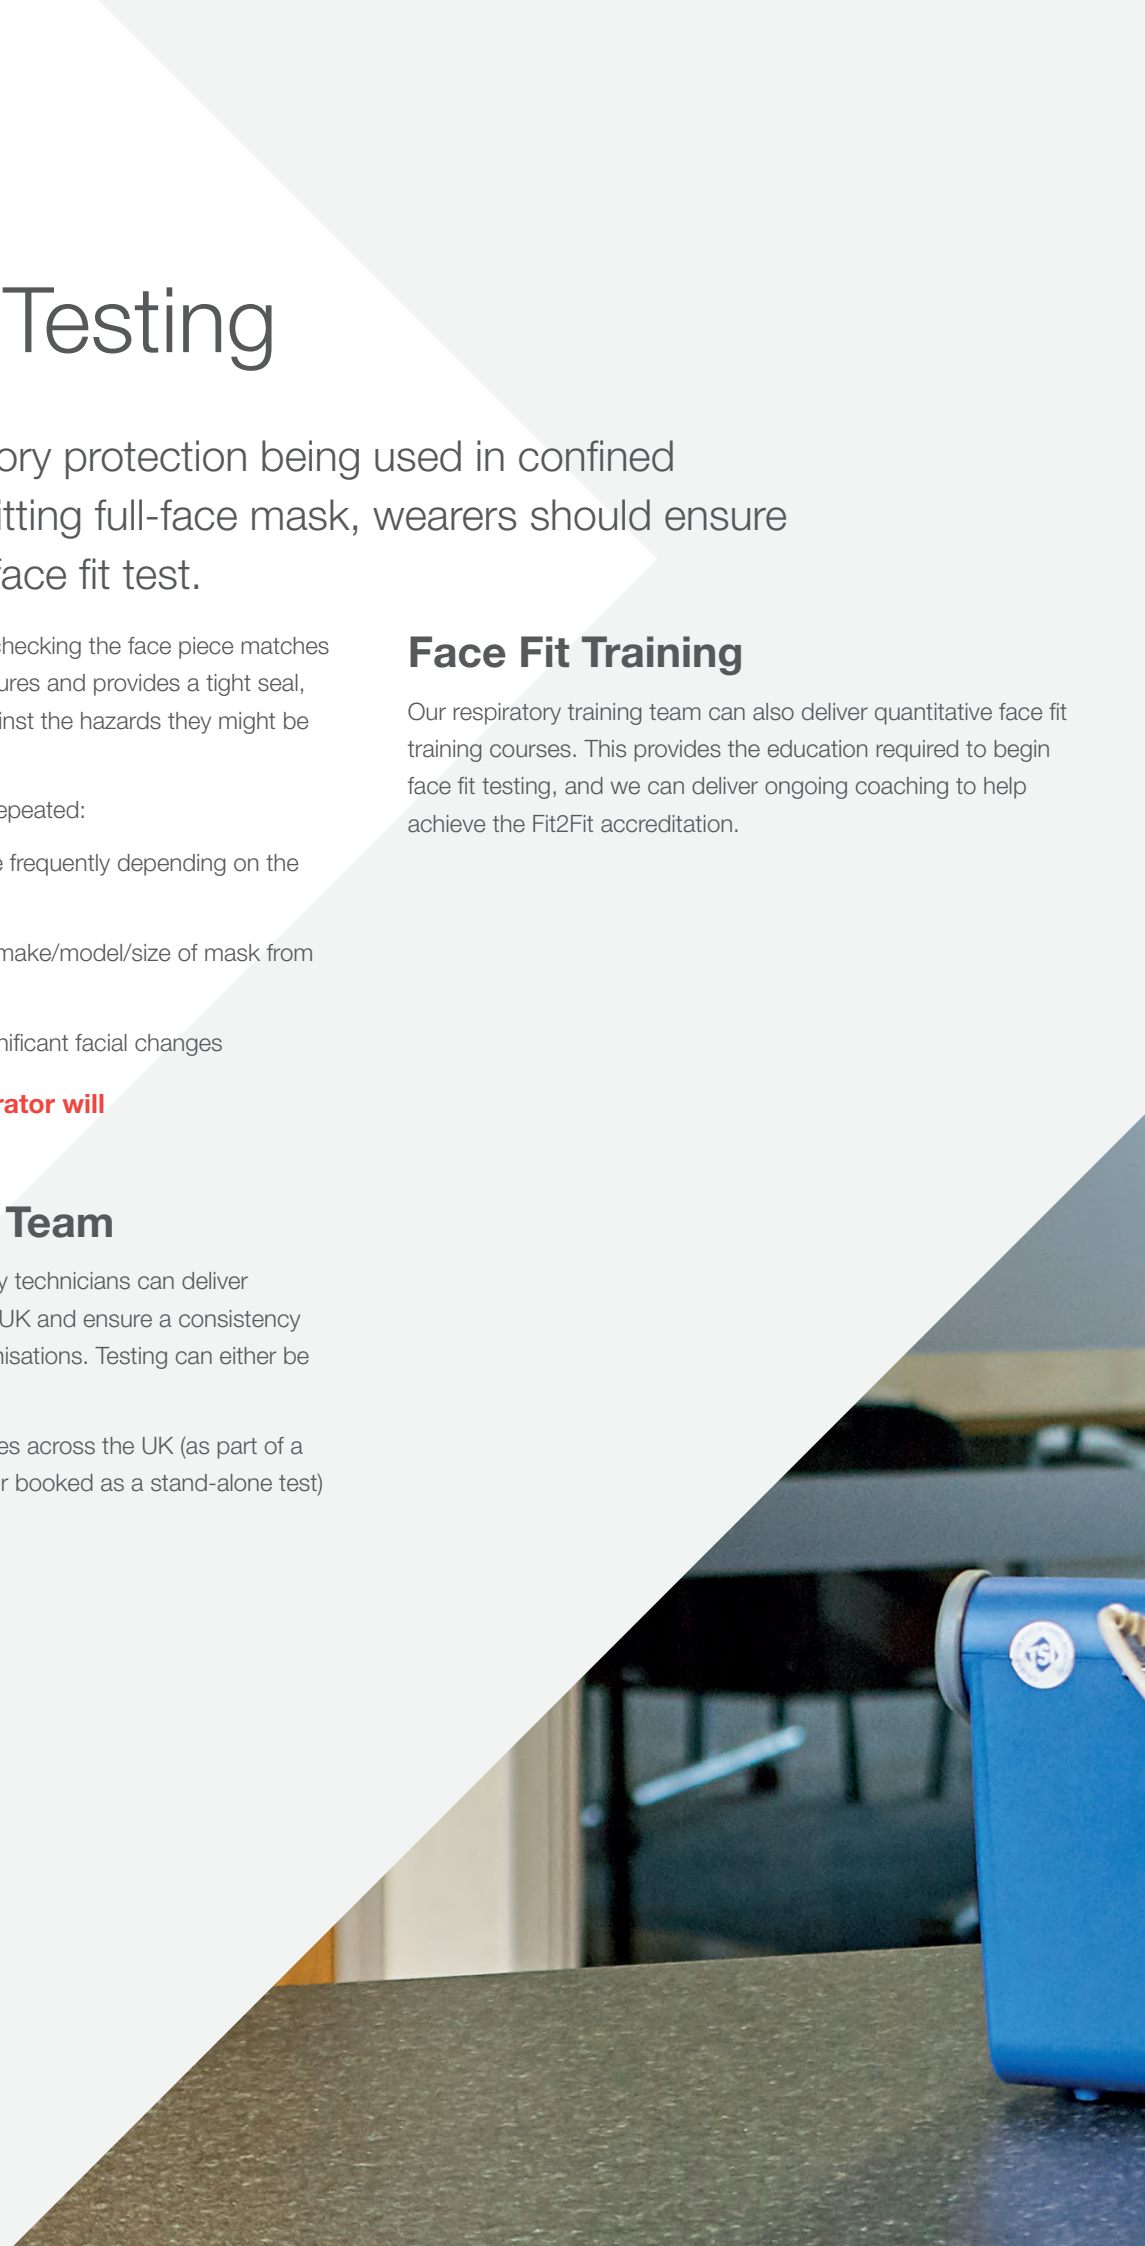 Testing
ory protection being used in confined
itting full-face mask, wearers should ensure
face fit test.
checking the face piece matches
ures and provides a tight seal,
inst the hazards they might be
epeated:
e frequently depending on the
make/model/size of mask from
nificant facial changes
rator will
Team
y technicians can deliver
UK and ensure a consistency
nisations. Testing can either be
es across the UK (as part of a
r booked as a stand-alone test)
Face Fit Training
Our respiratory training team can also deliver quantitative face fit
training courses. This provides the education required to begin
face fit testing, and we can deliver ongoing coaching to help
achieve the Fit2Fit accreditation.
TSI